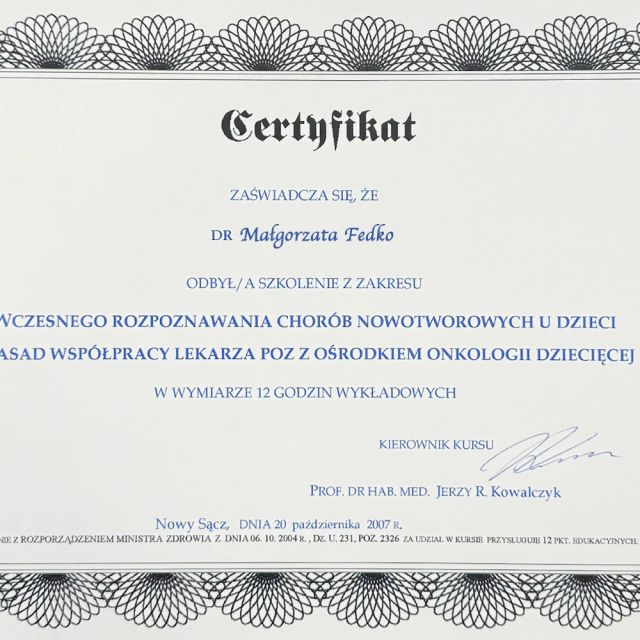 Certyfikat
ZAŚWIADCZA SIĘ, ŻE
DR Małgorzata Fedko
ODBYŁ/A SZKOLENIE Z ZAKRESU
WCZESNEGO ROZPOZNAWANIA CHORÓB NOWOTWOROWYCH U DZIECI
ASAD WSPÓŁPRACY LEKARZA POZ Z OŚRODKIEM ONKOLOGII DZIECIĘCEJ
W WYMIARZE 12 GODZIN WYKŁADOWYCH
KIEROWNIK KURSU
PROF. DR HAB. MED. JERZY R. KOWALCZYK
Nowy Sącz, DNIA 20 października 2007 R.
NIE Z ROZPORZĄDZENIEM MINISTRA ZDROWIA Z DNIA 06. 10. 2004 R., DZ. U. 231, POZ. 2326 ZA UDZIAŁ W KURSIE PRZYSŁUGUJE 12 PKT. EDUKACYJNYCH.